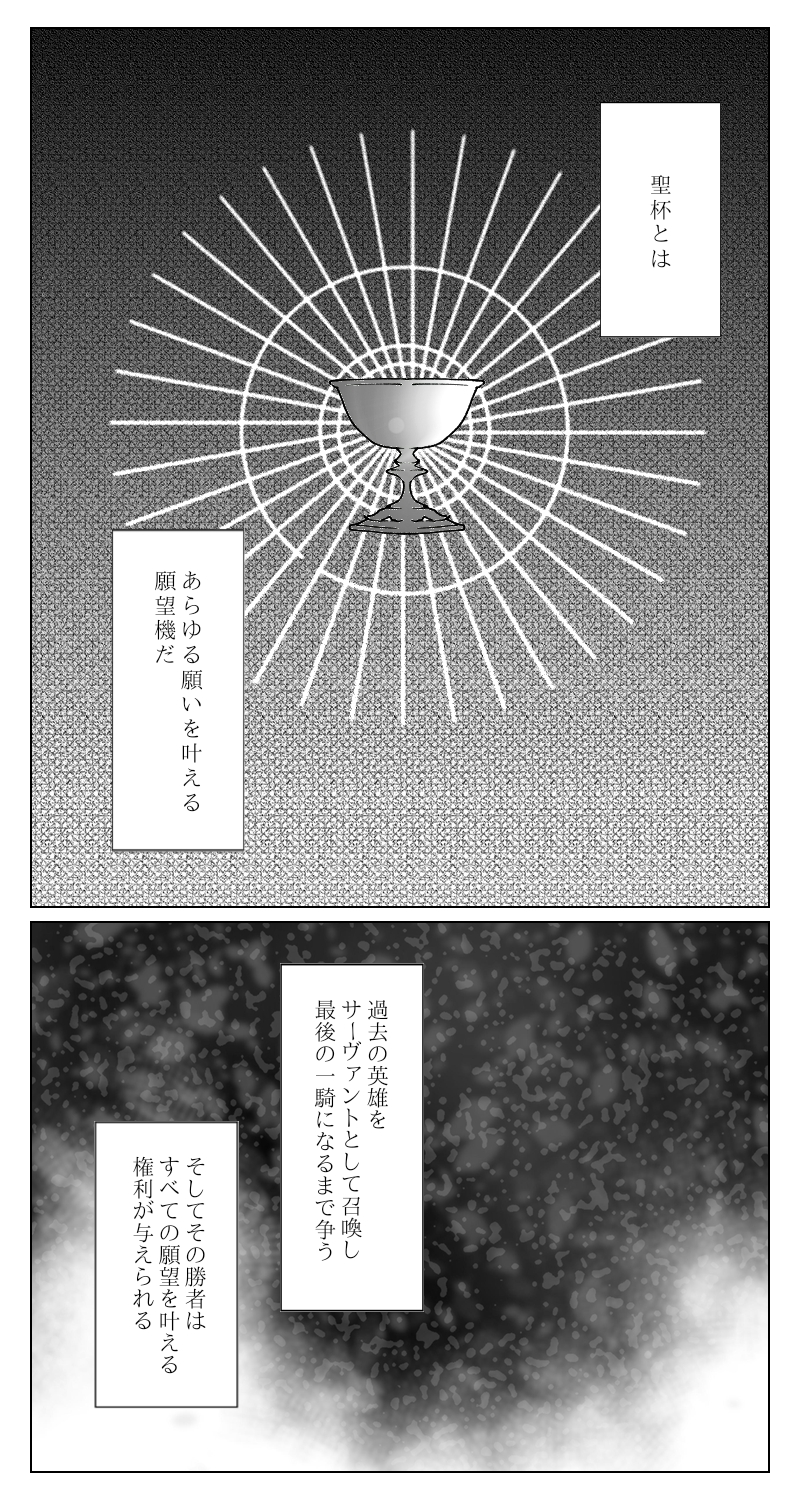 聖杯とは
あらゆる願いを叶える
願望機だ
過去の英雄を
サーヴァントとして召喚し
最後の一騎になるまで争う
そしてその勝者は
すべての願望を叶える
権利が与えられる